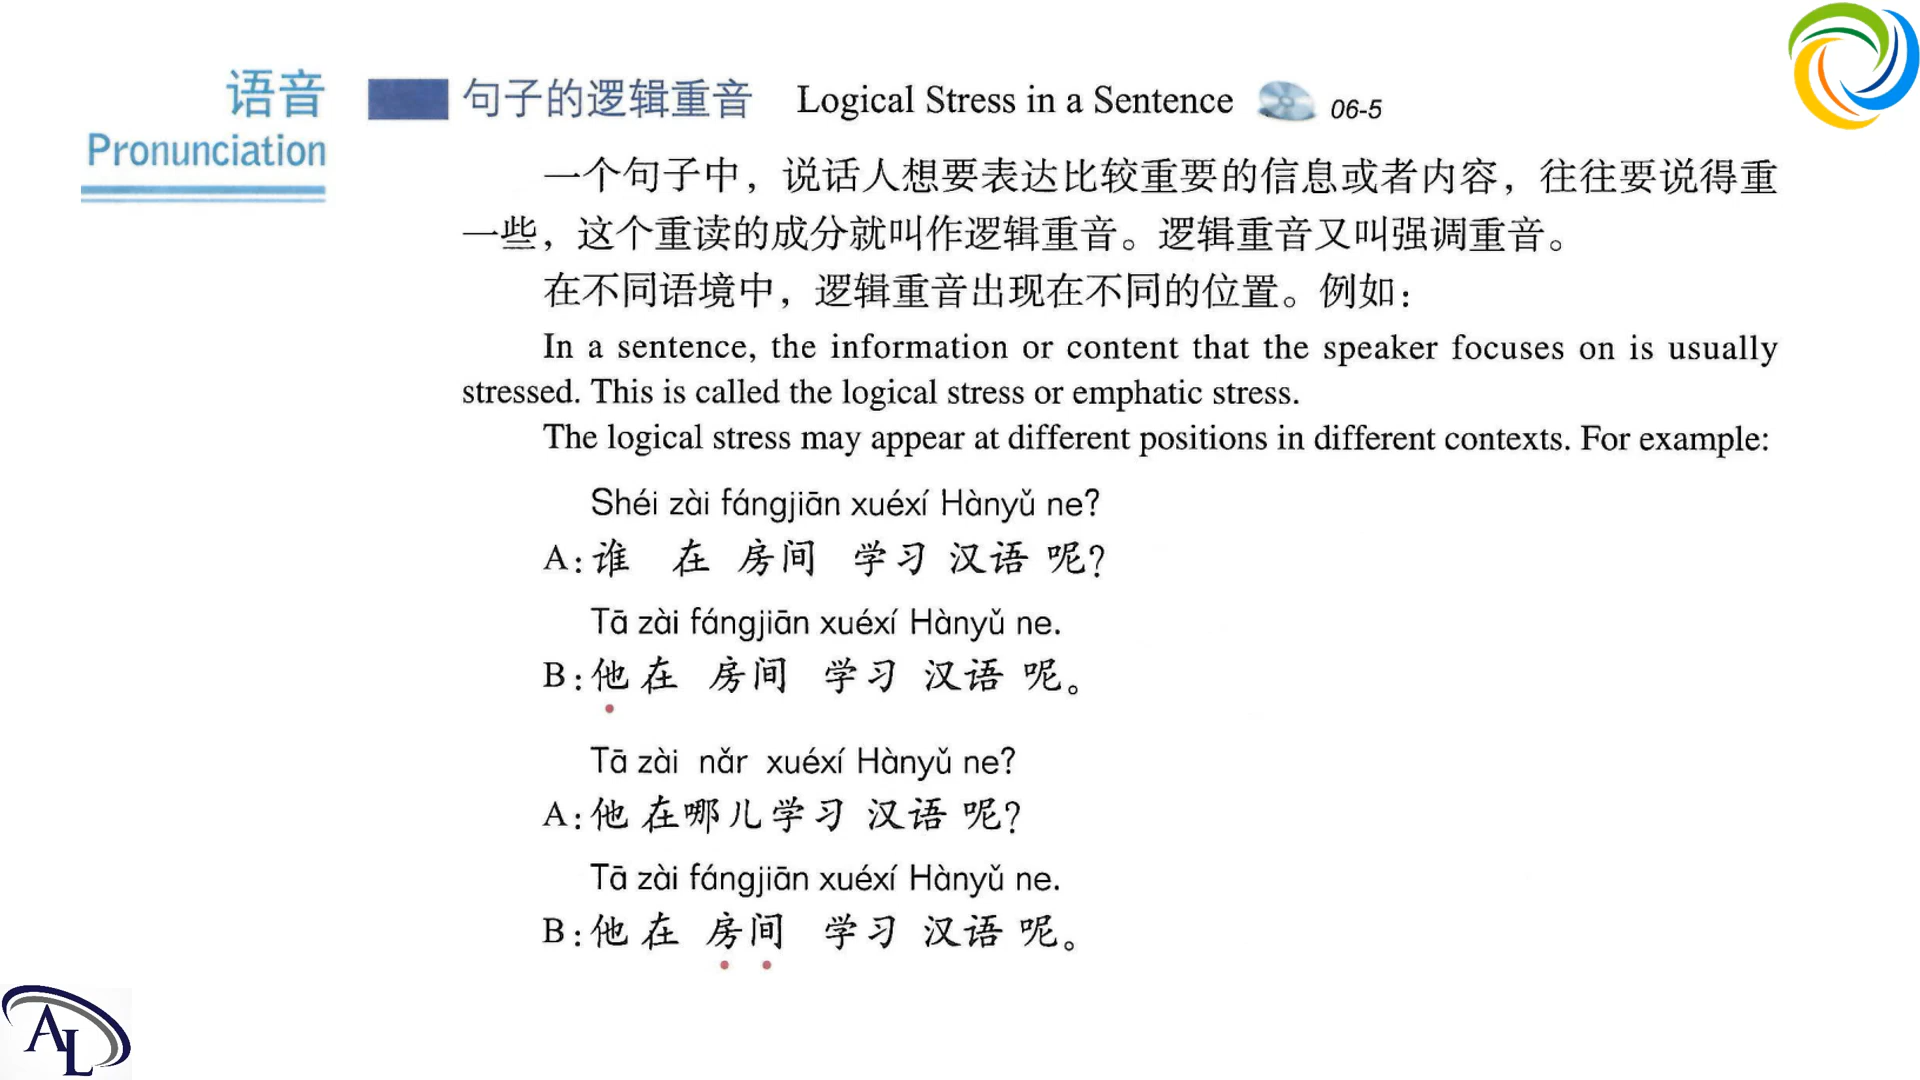 语音
Pronunciation
句子的逻辑重音 Logical Stress in a Sentence 06-5
一个句子中，说话人想要表达比较重要的信息或者内容，往往要说得重
一些，这个重读的成分就叫作逻辑重音。逻辑重音又叫强调重音。
在不同语境中，逻辑重音出现在不同的位置。例如：
In a sentence, the information or content that the speaker focuses on is usually
stressed. This is called the logical stress or emphatic stress.
The logical stress may appear at different positions in different contexts. For example:
Shéi zài fángjiān xuéxí Hànyǔ ne?
A: 谁 在 房间 学习 汉语 呢？
Tā zài fángjiān xuéxí Hànyǔ ne.
B: 他 在 房间 学习 汉语 呢。
Tā zài nǎr xuéxí Hànyǔ ne?
A: 他 在哪儿学习 汉语 呢？
Tā zài fángjiān xuéxí Hànyǔ ne.
B: 他 在 房间 学习 汉语 呢。
AL